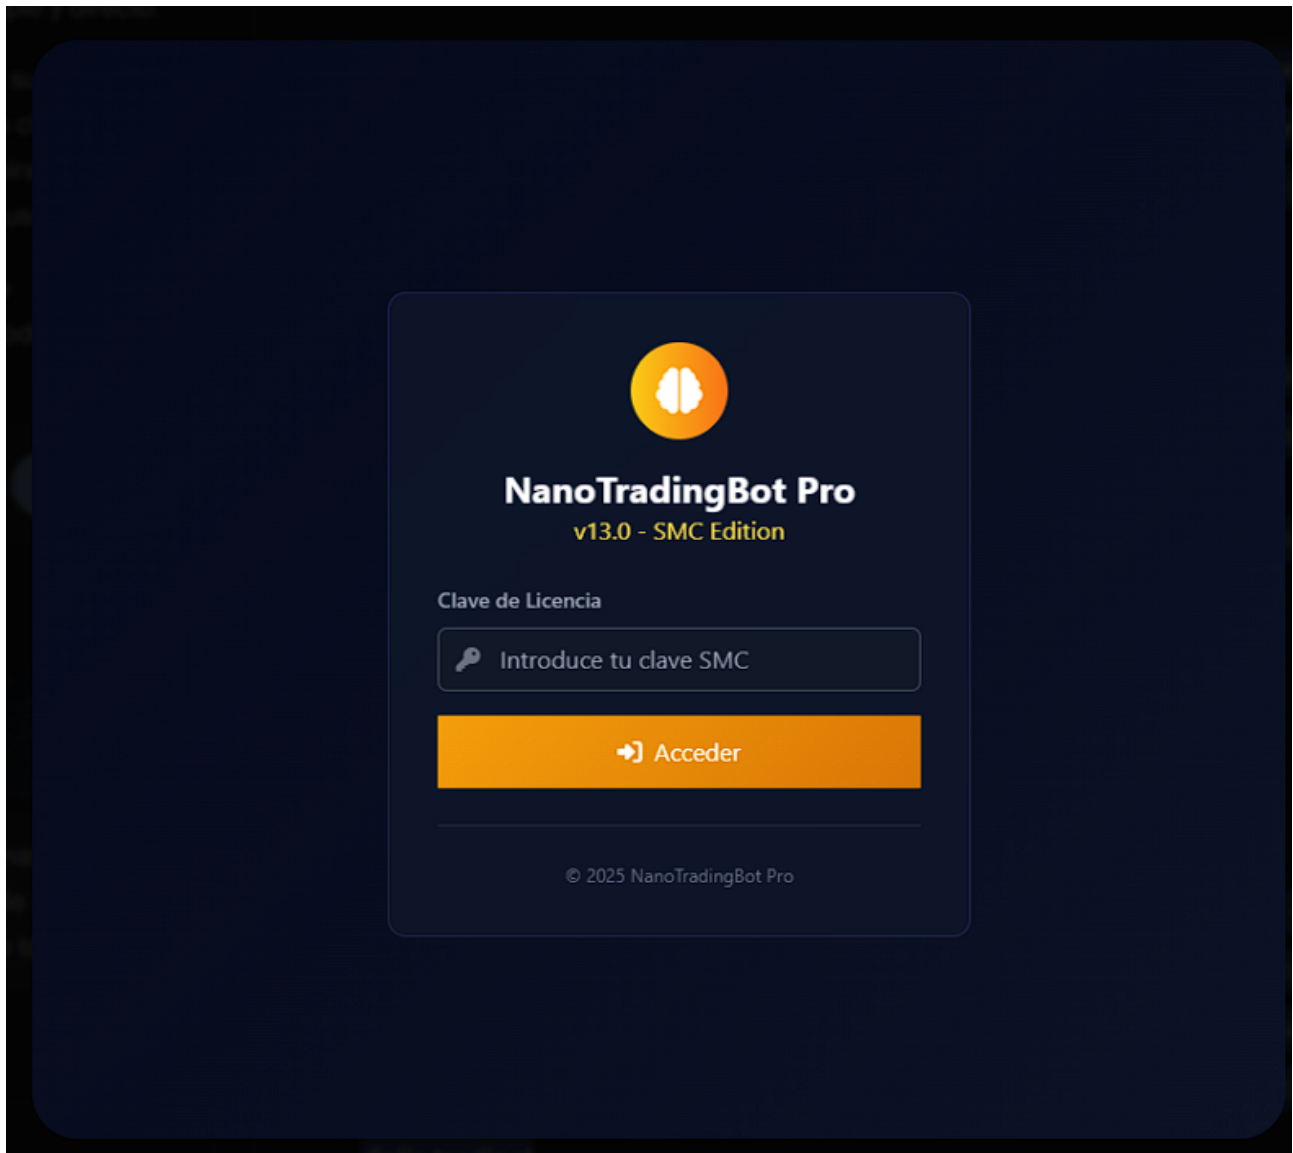 NanoTradingBot Pro
v13.0 - SMC Edition
Clave de Licencia
Introduce tu clave SMC
Acceder
© 2025 NanoTradingBot Pro